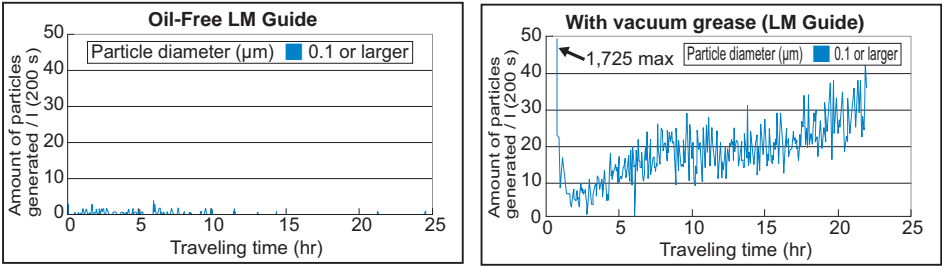 Oil-Free LM Guide
Amount of particles
generated / l (200 s)
50
40
30
20
10
0
Particle diameter (μm) 0.1 or larger
0 5 10 15 20 25
Traveling time (hr)
With vacuum grease (LM Guide)
Amount of particles
generated / l (200 s)
50
40
30
20
10
0
Particle diameter (μm) 0.1 or larger
1,725 max
0 5 10 15 20 25
Traveling time (hr)